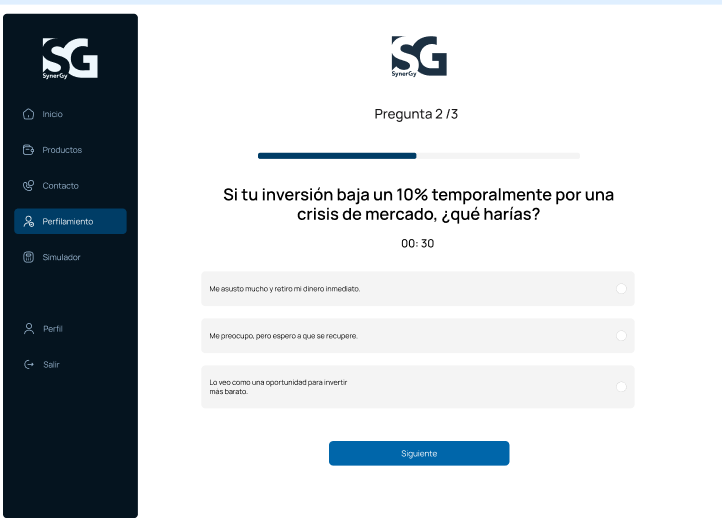 SG
SynerGy
Inicio
Productos
Contacto
Perfilamiento
Simulador
Perfil
Salir
SG
SynerGy
Pregunta 2 /3
Si tu inversión baja un 10% temporalmente por una
crisis de mercado, ¿qué harías?
00: 30
Me asusto mucho y retiro mi dinero inmediato.
Me preocupo, pero espero a que se recupere.
Lo veo como una oportunidad para invertir
más barato.
Siguiente